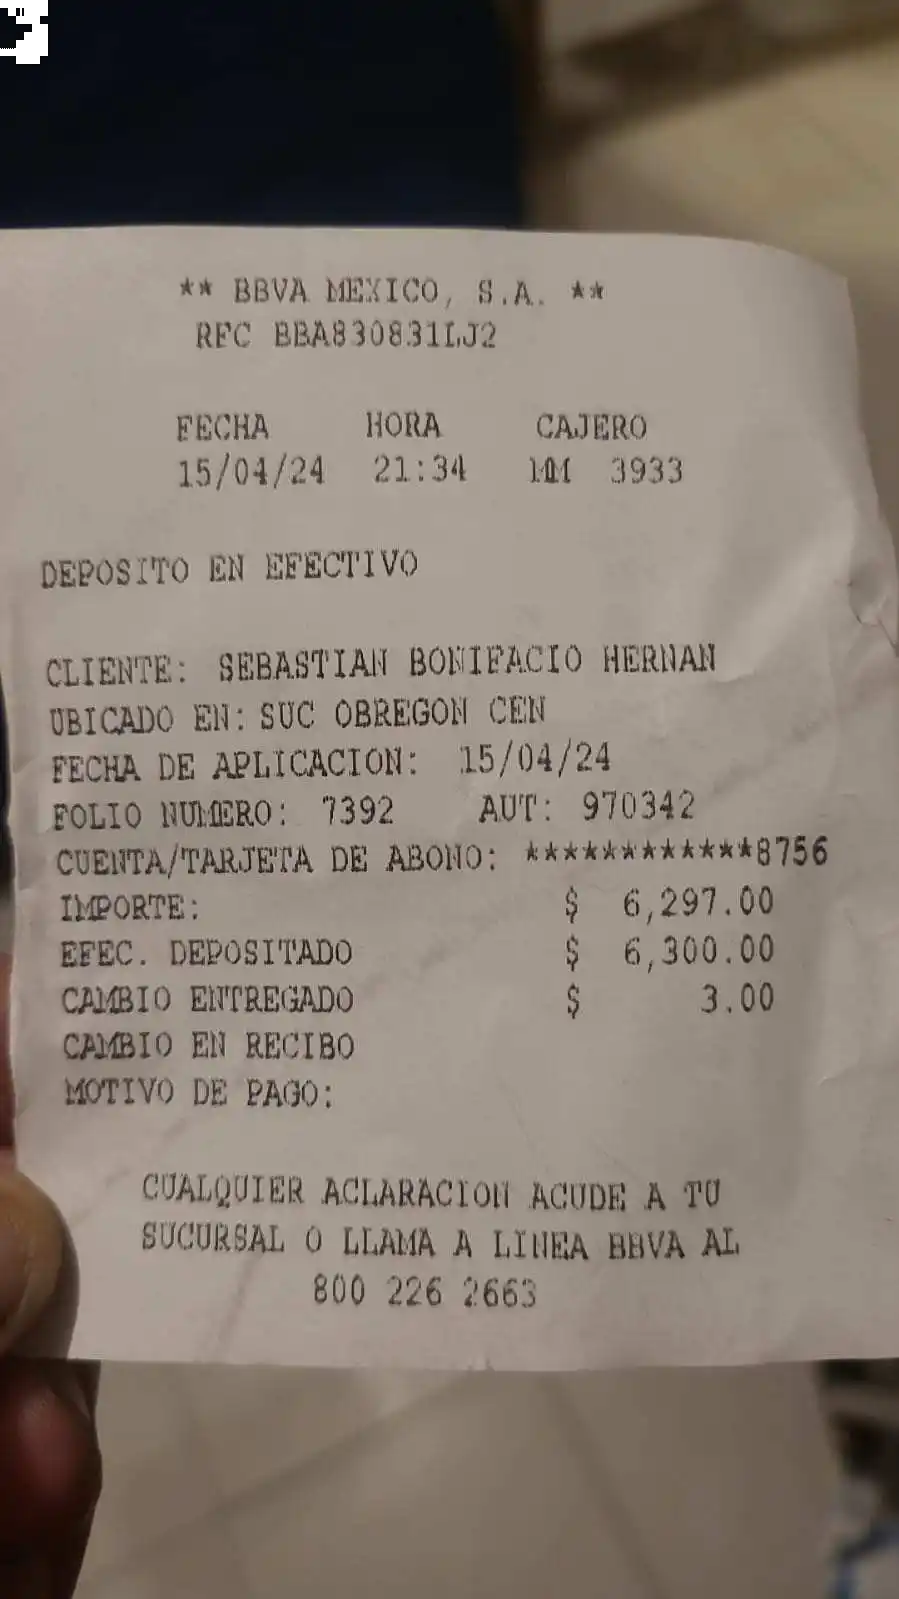 ** BBVA MEXICO, S.A. **
RFC BBA830831LJ2
FECHA HORA CAJERO
15/04/24 21:34 MM 3933
DEPOSITO EN EFECTIVO
CLIENTE: SEBASTIAN BONIFACIO HERNAN
UBICADO EN: SUC OBREGON CEN
FECHA DE APLICACION: 15/04/24
FOLIO NUMERO: 7392 AUT: 970342
CUENTA/TARJETA DE ABONO: ************8756
IMPORTE: $ 6,297.00
EFEC. DEPOSITADO $ 6,300.00
CAMBIO ENTREGADO $ 3.00
CAMBIO EN RECIBO
MOTIVO DE PAGO:
CUALQUIER ACLARACION ACUDE A TU
SUCURSAL O LLAMA A LINEA BBVA AL
800 226 2663